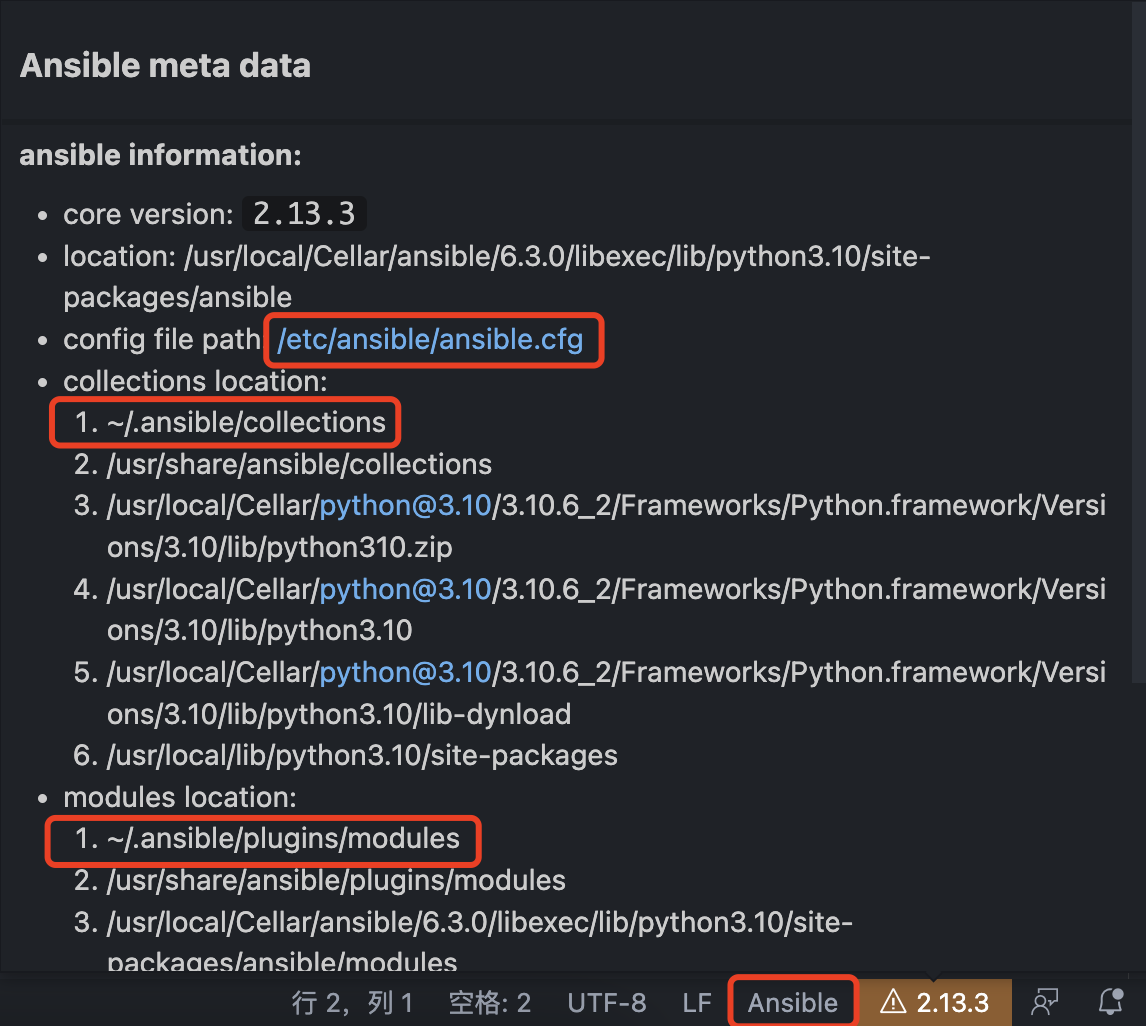 Ansible meta data
ansible information:
• core version: 2.13.3
• location: /usr/local/Cellar/ansible/6.3.0/libexec/lib/python3.10/site-
packages/ansible
• config file path /etc/ansible/ansible.cfg
• collections location:
1. ~/.ansible/collections
2. /usr/share/ansible/collections
3. /usr/local/Cellar/python@3.10/3.10.6_2/Frameworks/Python.framework/Versi
ons/3.10/lib/python310.zip
4. /usr/local/Cellar/python@3.10/3.10.6_2/Frameworks/Python.framework/Versi
ons/3.10/lib/python3.10
5. /usr/local/Cellar/python@3.10/3.10.6_2/Frameworks/Python.framework/Versi
ons/3.10/lib/python3.10/lib-dynload
6. /usr/local/lib/python3.10/site-packages
• modules location:
1. ~/.ansible/plugins/modules
2. /usr/share/ansible/plugins/modules
3. /usr/local/Cellar/ansible/6.3.0/libexec/lib/python3.10/site-
packages/ansible/modules
行 2，列 1 空格: 2 UTF-8 LF Ansible 2.13.3